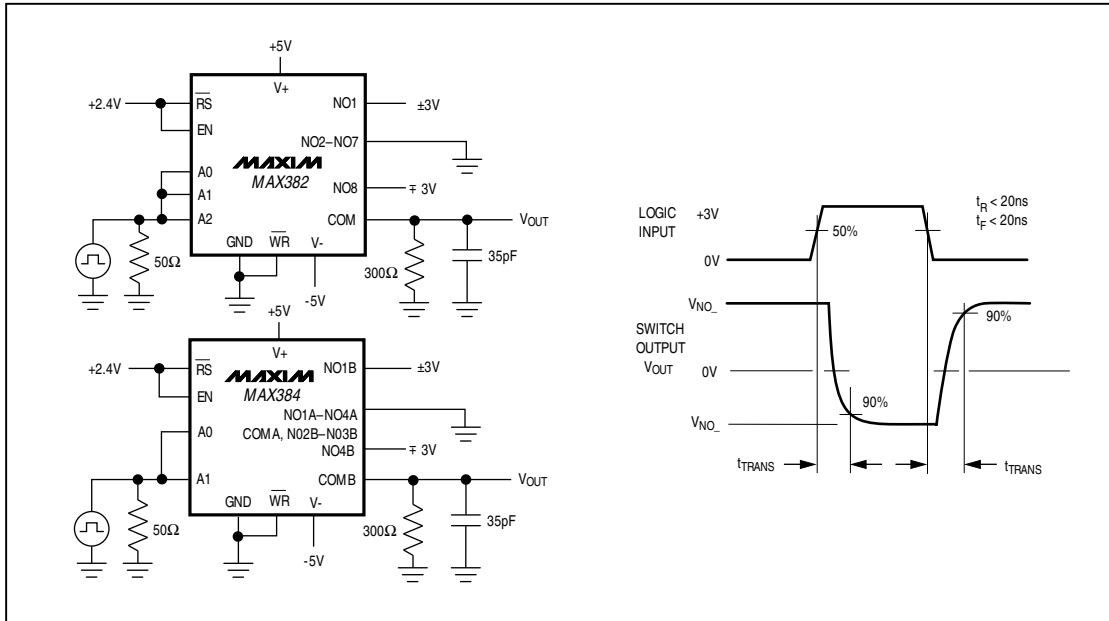 +5V
V+
+2.4V
RS
EN
NO1
±3V
NO2–NO7
MAXIM
MAX382
A0
A1
A2
NO8
∓ 3V
COM
VOUT
GND
WR
V-
50Ω
-5V
300Ω
35pF
+5V
V+
+2.4V
RS
EN
NO1B
±3V
MAXIM
MAX384
NO1A–NO4A
COMA, N02B–N03B
A0
NO4B
∓ 3V
A1
COMB
VOUT
GND
WR
V-
50Ω
-5V
300Ω
35pF
LOGIC
INPUT
+3V
50%
0V
tR < 20ns
tF < 20ns
VNO_
SWITCH
OUTPUT
VOUT
0V
90%
90%
VNO_
tTRANS
tTRANS